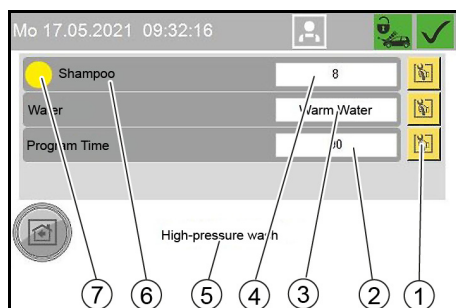 Mo 17.05.2021 09:32:16
Shampoo 8
Water Warm Water
Program Time
High-pressure wash
7 6 5 4 3 2 1